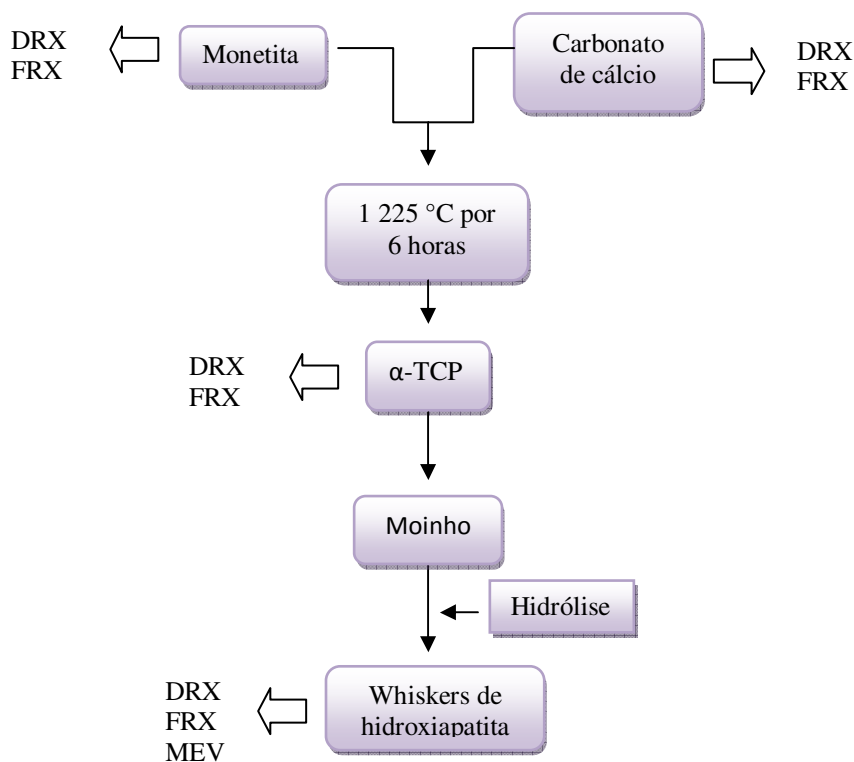 DRX
FRX
Monetita
Carbonato
de cálcio
DRX
FRX
1 225 °C por
6 horas
DRX
FRX
α-TCP
Moinho
Hidrólise
DRX
FRX
MEV
Whiskers de
hidroxiapatita